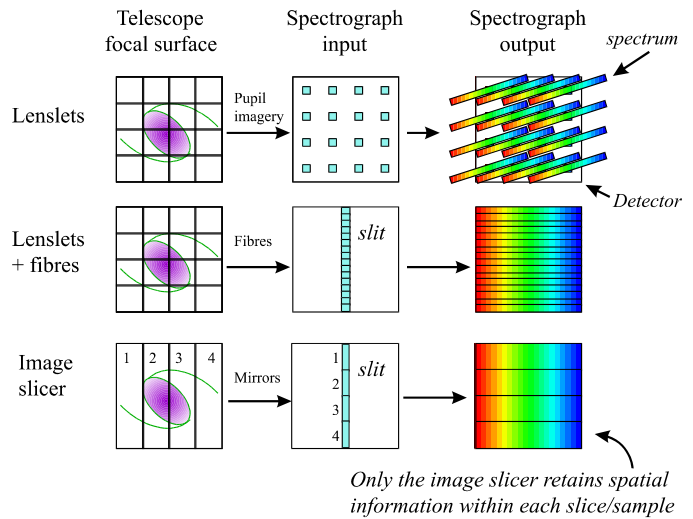 Telescope
focal surface
Spectrograph
input
Spectrograph
output
spectrum
Lenslets
Pupil
imagery
Detector
Lenslets
+ fibres
Fibres
slit
Image
slicer
1 2 3 4
Mirrors
1
2
3
4
slit
Only the image slicer retains spatial
information within each slice/sample